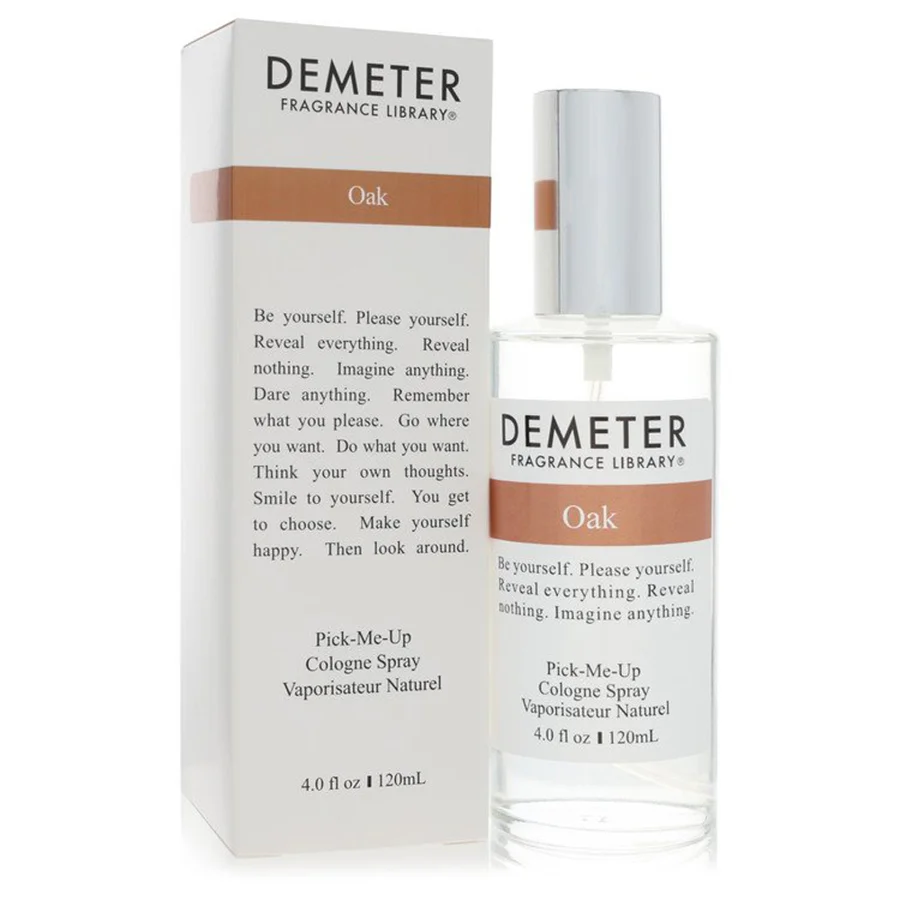 DEMETER
FRAGRANCE LIBRARY®
Oak
Be yourself. Please yourself.
Reveal everything. Reveal
nothing. Imagine anything.
Dare anything. Remember
what you please. Go where
you want. Do what you want.
Think your own thoughts.
Smile to yourself. You get
to choose. Make yourself
happy. Then look around.
Pick-Me-Up
Cologne Spray
Vaporisateur Naturel
4.0 fl oz ❙ 120mL
DEMETER
FRAGRANCE LIBRARY®
Oak
Be yourself. Please yourself.
Reveal everything. Reveal
nothing. Imagine anything.
Pick-Me-Up
Cologne Spray
Vaporisateur Naturel
4.0 fl oz ❙ 120mL